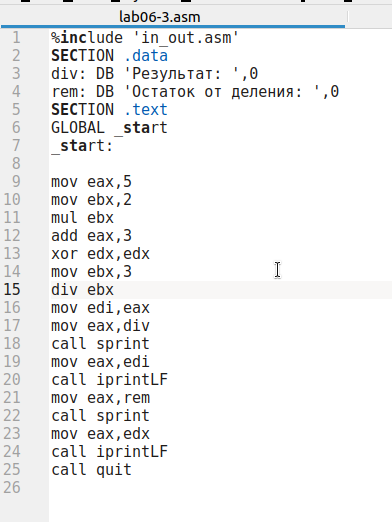 lab06-3.asm
1 %include 'in_out.asm'
2 SECTION .data
3 div: DB 'Результат: ',0
4 rem: DB 'Остаток от деления: ',0
5 SECTION .text
6 GLOBAL _start
7 _start:
8
9 mov eax,5
10 mov ebx,2
11 mul ebx
12 add eax,3
13 xor edx,edx
14 mov ebx,3
15 div ebx
16 mov edi,eax
17 mov eax,div
18 call sprint
19 mov eax,edi
20 call iprintLF
21 mov eax,rem
22 call sprint
23 mov eax,edx
24 call iprintLF
25 call quit
26